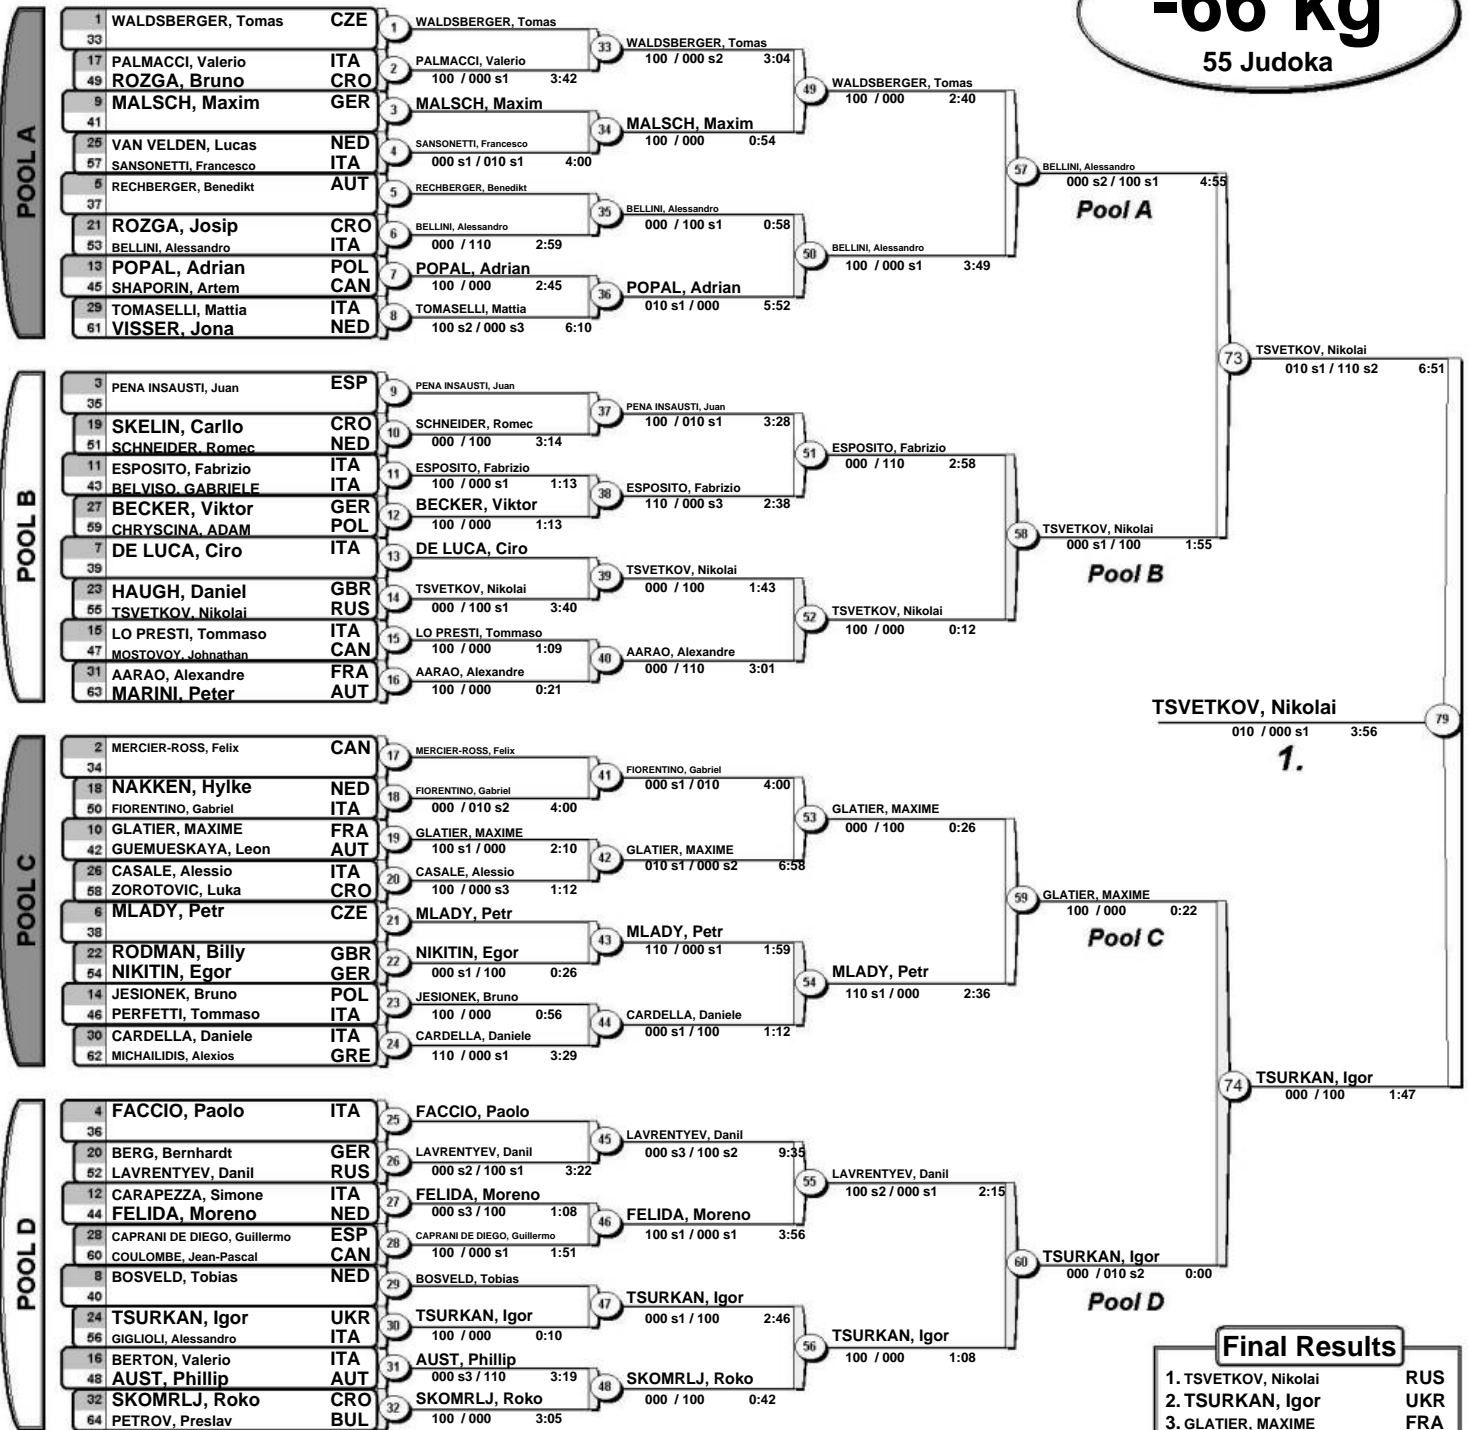 -66 kg
55 Judoka
POOL A
1 WALDSBERGER, Tomas CZE
33
17 PALMACCI, Valerio ITA
49 ROZGA, Bruno CRO
9 MALSCH, Maxim GER
41
25 VAN VELDEN, Lucas NED
57 SANSONETTI, Francesco ITA
5 RECHBERGER, Benedikt AUT
37
21 ROZGA, Josip CRO
53 BELLINI, Alessandro ITA
13 POPAL, Adrian POL
45 SHAPORIN, Artem CAN
29 TOMASELLI, Mattia ITA
61 VISSER, Jona NED
1 WALDSBERGER, Tomas
2 PALMACCI, Valerio
100 / 000 s1 3:42
3 MALSCH, Maxim
4 SANSONETTI, Francesco
000 s1 / 010 s1 4:00
5 RECHBERGER, Benedikt
6 BELLINI, Alessandro
000 / 110 2:59
7 POPAL, Adrian
100 / 000 2:45
8 TOMASELLI, Mattia
100 s2 / 000 s3 6:10
33 WALDSBERGER, Tomas
100 / 000 s2 3:04
34 MALSCH, Maxim
100 / 000 0:54
35 BELLINI, Alessandro
000 / 100 s1 0:58
36 POPAL, Adrian
010 s1 / 000 5:52
49 WALDSBERGER, Tomas
100 / 000 2:40
50 BELLINI, Alessandro
100 / 000 s1 3:49
57 BELLINI, Alessandro
000 s2 / 100 s1 4:55
Pool A
POOL B
3 PENA INSAUSTI, Juan ESP
35
19 SKELIN, Carllo CRO
51 SCHNEIDER, Romec NED
11 ESPOSITO, Fabrizio ITA
43 BELVISO, GABRIELE ITA
27 BECKER, Viktor GER
59 CHRYSCINA, ADAM POL
7 DE LUCA, Ciro ITA
39
23 HAUGH, Daniel GBR
55 TSVETKOV, Nikolai RUS
15 LO PRESTI, Tommaso ITA
47 MOSTOVOY, Johnathan CAN
31 AARAO, Alexandre FRA
63 MARINI, Peter AUT
9 PENA INSAUSTI, Juan
10 SCHNEIDER, Romec
000 / 100 3:14
11 ESPOSITO, Fabrizio
100 / 000 s1 1:13
12 BECKER, Viktor
100 / 000 1:13
13 DE LUCA, Ciro
14 TSVETKOV, Nikolai
000 / 100 s1 3:40
15 LO PRESTI, Tommaso
100 / 000 1:09
16 AARAO, Alexandre
100 / 000 0:21
37 PENA INSAUSTI, Juan
100 / 010 s1 3:28
38 ESPOSITO, Fabrizio
110 / 000 s3 2:38
39 TSVETKOV, Nikolai
000 / 100 1:43
40 AARAO, Alexandre
000 / 110 3:01
51 ESPOSITO, Fabrizio
000 / 110 2:58
52 TSVETKOV, Nikolai
100 / 000 0:12
58 TSVETKOV, Nikolai
000 s1 / 100 1:55
Pool B
73 TSVETKOV, Nikolai
010 s1 / 110 s2 6:51
TSVETKOV, Nikolai 79
010 / 000 s1 3:56
1.
POOL C
2 MERCIER-ROSS, Felix CAN
34
18 NAKKEN, Hylke NED
50 FIORENTINO, Gabriel ITA
10 GLATIER, MAXIME FRA
42 GUEMUESKAYA, Leon AUT
26 CASALE, Alessio ITA
58 ZOROTOVIC, Luka CRO
6 MLADY, Petr CZE
38
22 RODMAN, Billy GBR
54 NIKITIN, Egor GER
14 JESIONEK, Bruno POL
46 PERFETTI, Tommaso ITA
30 CARDELLA, Daniele ITA
62 MICHAILIDIS, Alexios GRE
17 MERCIER-ROSS, Felix
18 FIORENTINO, Gabriel
000 / 010 s2 4:00
19 GLATIER, MAXIME
100 s1 / 000 2:10
20 CASALE, Alessio
100 / 000 s3 1:12
21 MLADY, Petr
22 NIKITIN, Egor
000 s1 / 100 0:26
23 JESIONEK, Bruno
100 / 000 0:56
24 CARDELLA, Daniele
110 / 000 s1 3:29
41 FIORENTINO, Gabriel
000 s1 / 010 4:00
42 GLATIER, MAXIME
010 s1 / 000 s2 6:58
43 MLADY, Petr
110 / 000 s1 1:59
44 CARDELLA, Daniele
000 s1 / 100 1:12
53 GLATIER, MAXIME
000 / 100 0:26
54 MLADY, Petr
110 s1 / 000 2:36
59 GLATIER, MAXIME
100 / 000 0:22
Pool C
POOL D
4 FACCIO, Paolo ITA
36
20 BERG, Bernhardt GER
52 LAVRENTYEV, Danil RUS
12 CARAPEZZA, Simone ITA
44 FELIDA, Moreno NED
28 CAPRANI DE DIEGO, Guillermo ESP
60 COULOMBE, Jean-Pascal CAN
8 BOSVELD, Tobias NED
40
24 TSURKAN, Igor UKR
56 GIGLIOLI, Alessandro ITA
16 BERTON, Valerio ITA
48 AUST, Phillip AUT
32 SKOMRLJ, Roko CRO
64 PETROV, Preslav BUL
25 FACCIO, Paolo
26 LAVRENTYEV, Danil
000 s2 / 100 s1 3:22
27 FELIDA, Moreno
000 s3 / 100 1:08
28 CAPRANI DE DIEGO, Guillermo
100 / 000 s1 1:51
29 BOSVELD, Tobias
30 TSURKAN, Igor
100 / 000 0:10
31 AUST, Phillip
000 s3 / 110 3:19
32 SKOMRLJ, Roko
100 / 000 3:05
45 LAVRENTYEV, Danil
000 s3 / 100 s2 9:35
46 FELIDA, Moreno
100 s1 / 000 s1 3:56
47 TSURKAN, Igor
000 s1 / 100 2:46
48 SKOMRLJ, Roko
000 / 100 0:42
55 LAVRENTYEV, Danil
100 s2 / 000 s1 2:15
56 TSURKAN, Igor
100 / 000 1:08
60 TSURKAN, Igor
000 / 010 s2 0:00
Pool D
74 TSURKAN, Igor
000 / 100 1:47
Final Results
1. TSVETKOV, Nikolai RUS
2. TSURKAN, Igor UKR
3. GLATIER, MAXIME FRA